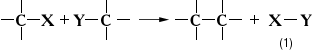 –C–X + Y–C– → –C–C– + X–Y
(1)